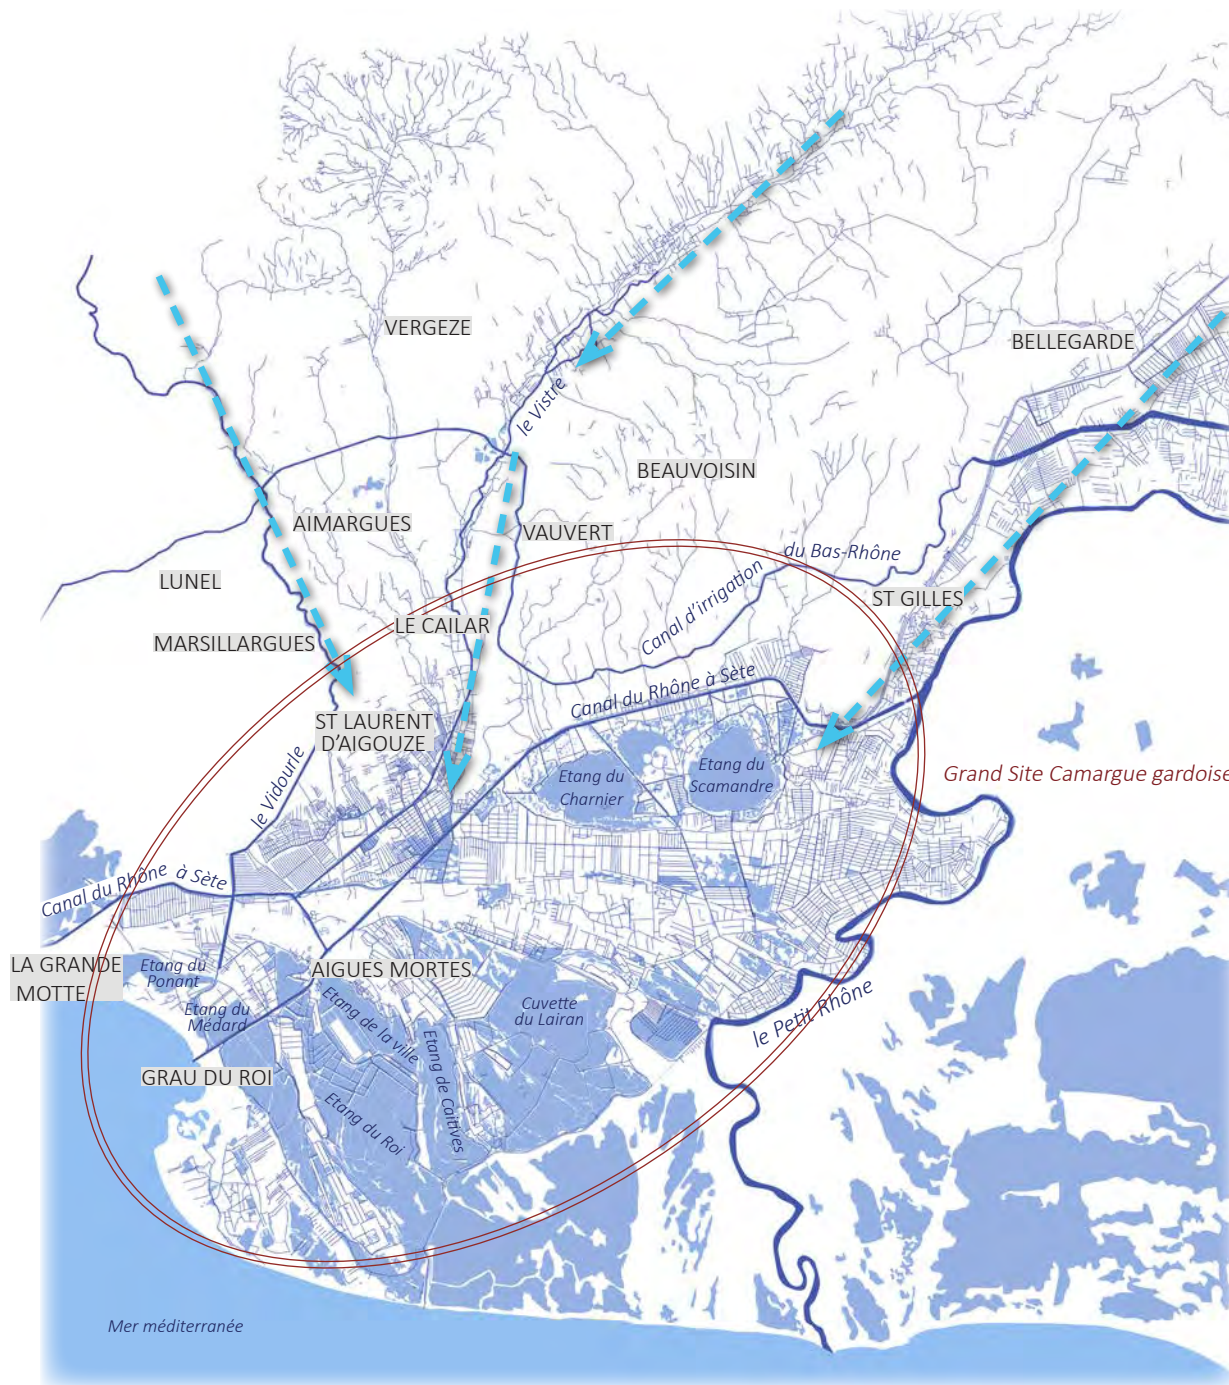 VERGEZE
BELLEGARDE
le Vistre
BEAUVOISIN
AIMARGUES
VAUVERT
du Bas-Rhône
LUNEL
Canal d'irrigation
ST GILLES
LE CAILAR
MARSILLARGUES
Canal du Rhône à Sète
ST LAURENT
D'AIGOUZE
Etang du
Charnier
Etang du
Scamandre
Grand Site Camargue gardoise
le Vidourle
Canal du Rhône à Sète
LA GRANDE
MOTTE
Etang du
Ponant
AIGUES MORTES
Etang du
Médard
Etang de la ville
Cuvette
du Lairan
le Petit Rhône
GRAU DU ROI
Etang de Caitives
Etang du Roi
Mer méditerranée